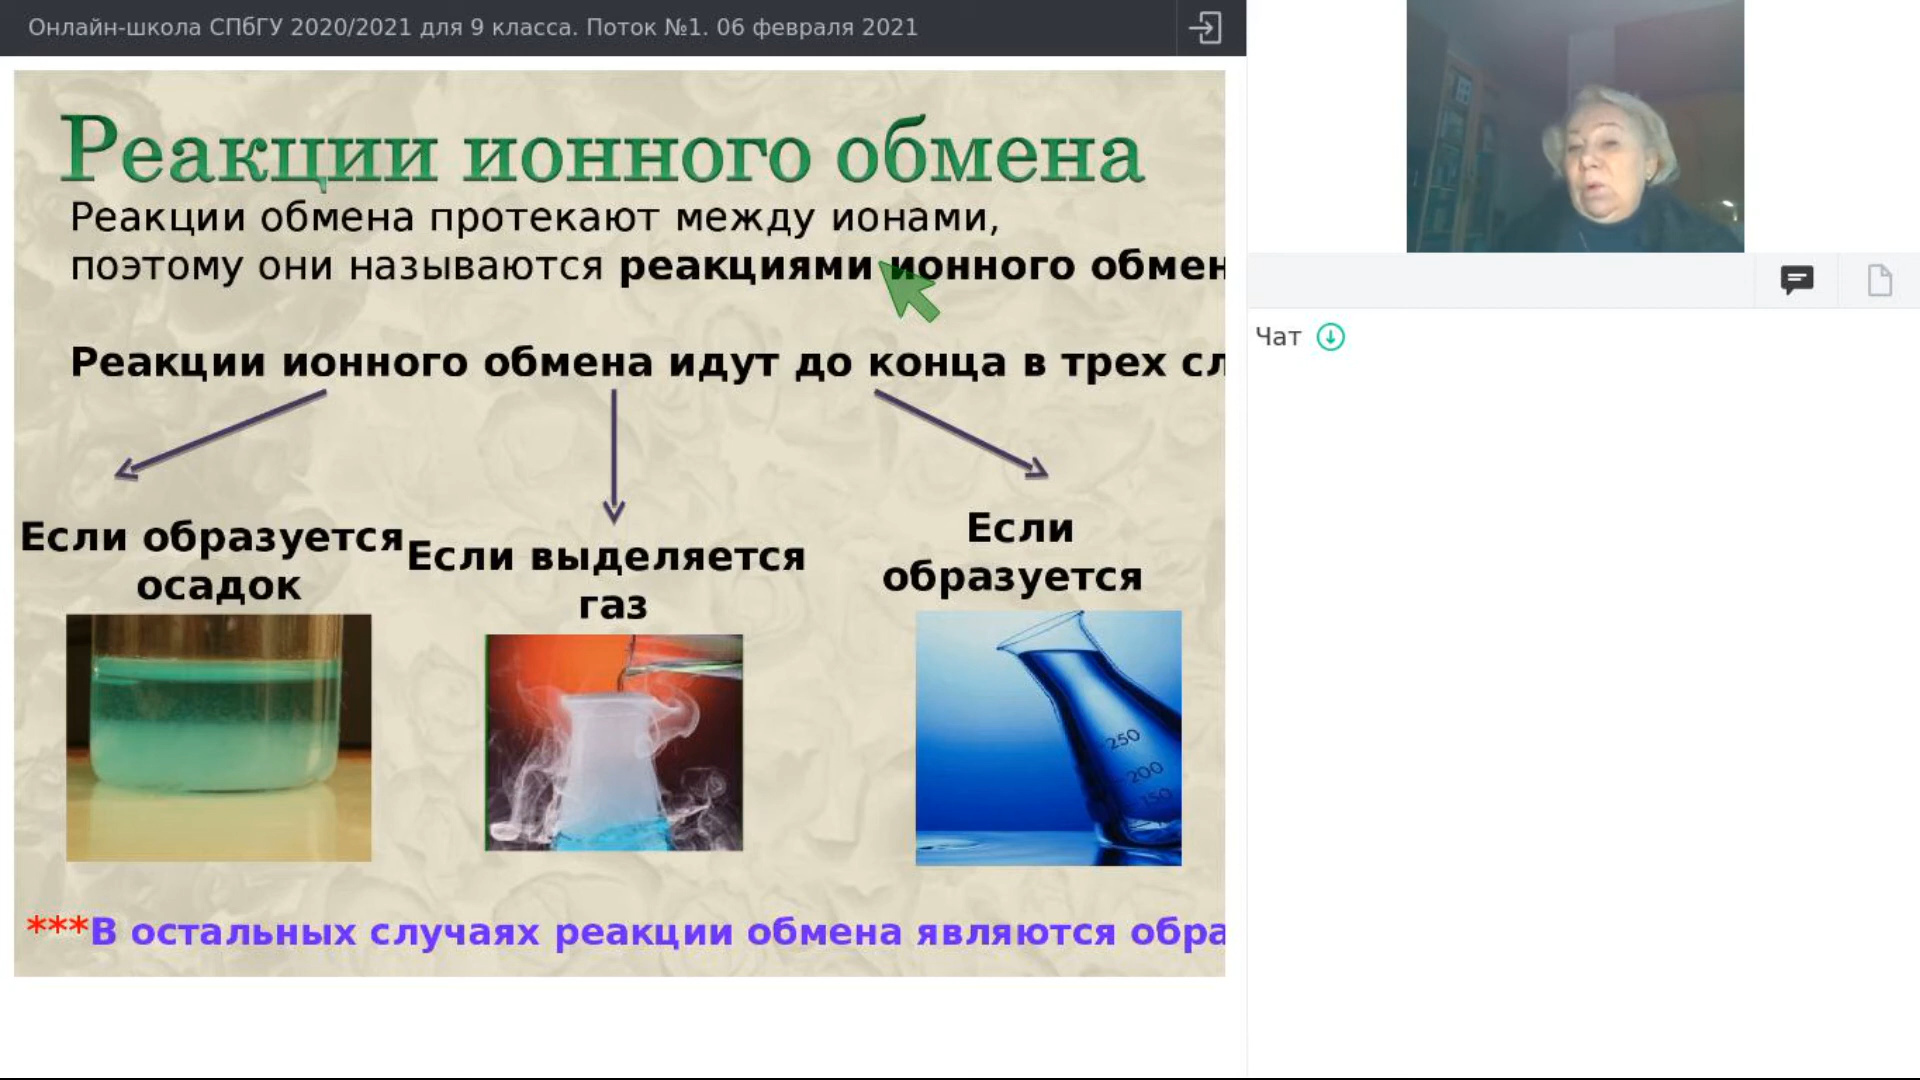 Онлайн-школа СПбГУ 2020/2021 для 9 класса. Поток №1. 06 февраля 2021
Реакции ионного обмена
Реакции обмена протекают между ионами,
поэтому они называются реакциями ионного обмен
Реакции ионного обмена идут до конца в трех сл
Если образуется
осадок
Если выделяется
газ
Если
образуется
250
200
150
***В остальных случаях реакции обмена являются обра
Чат